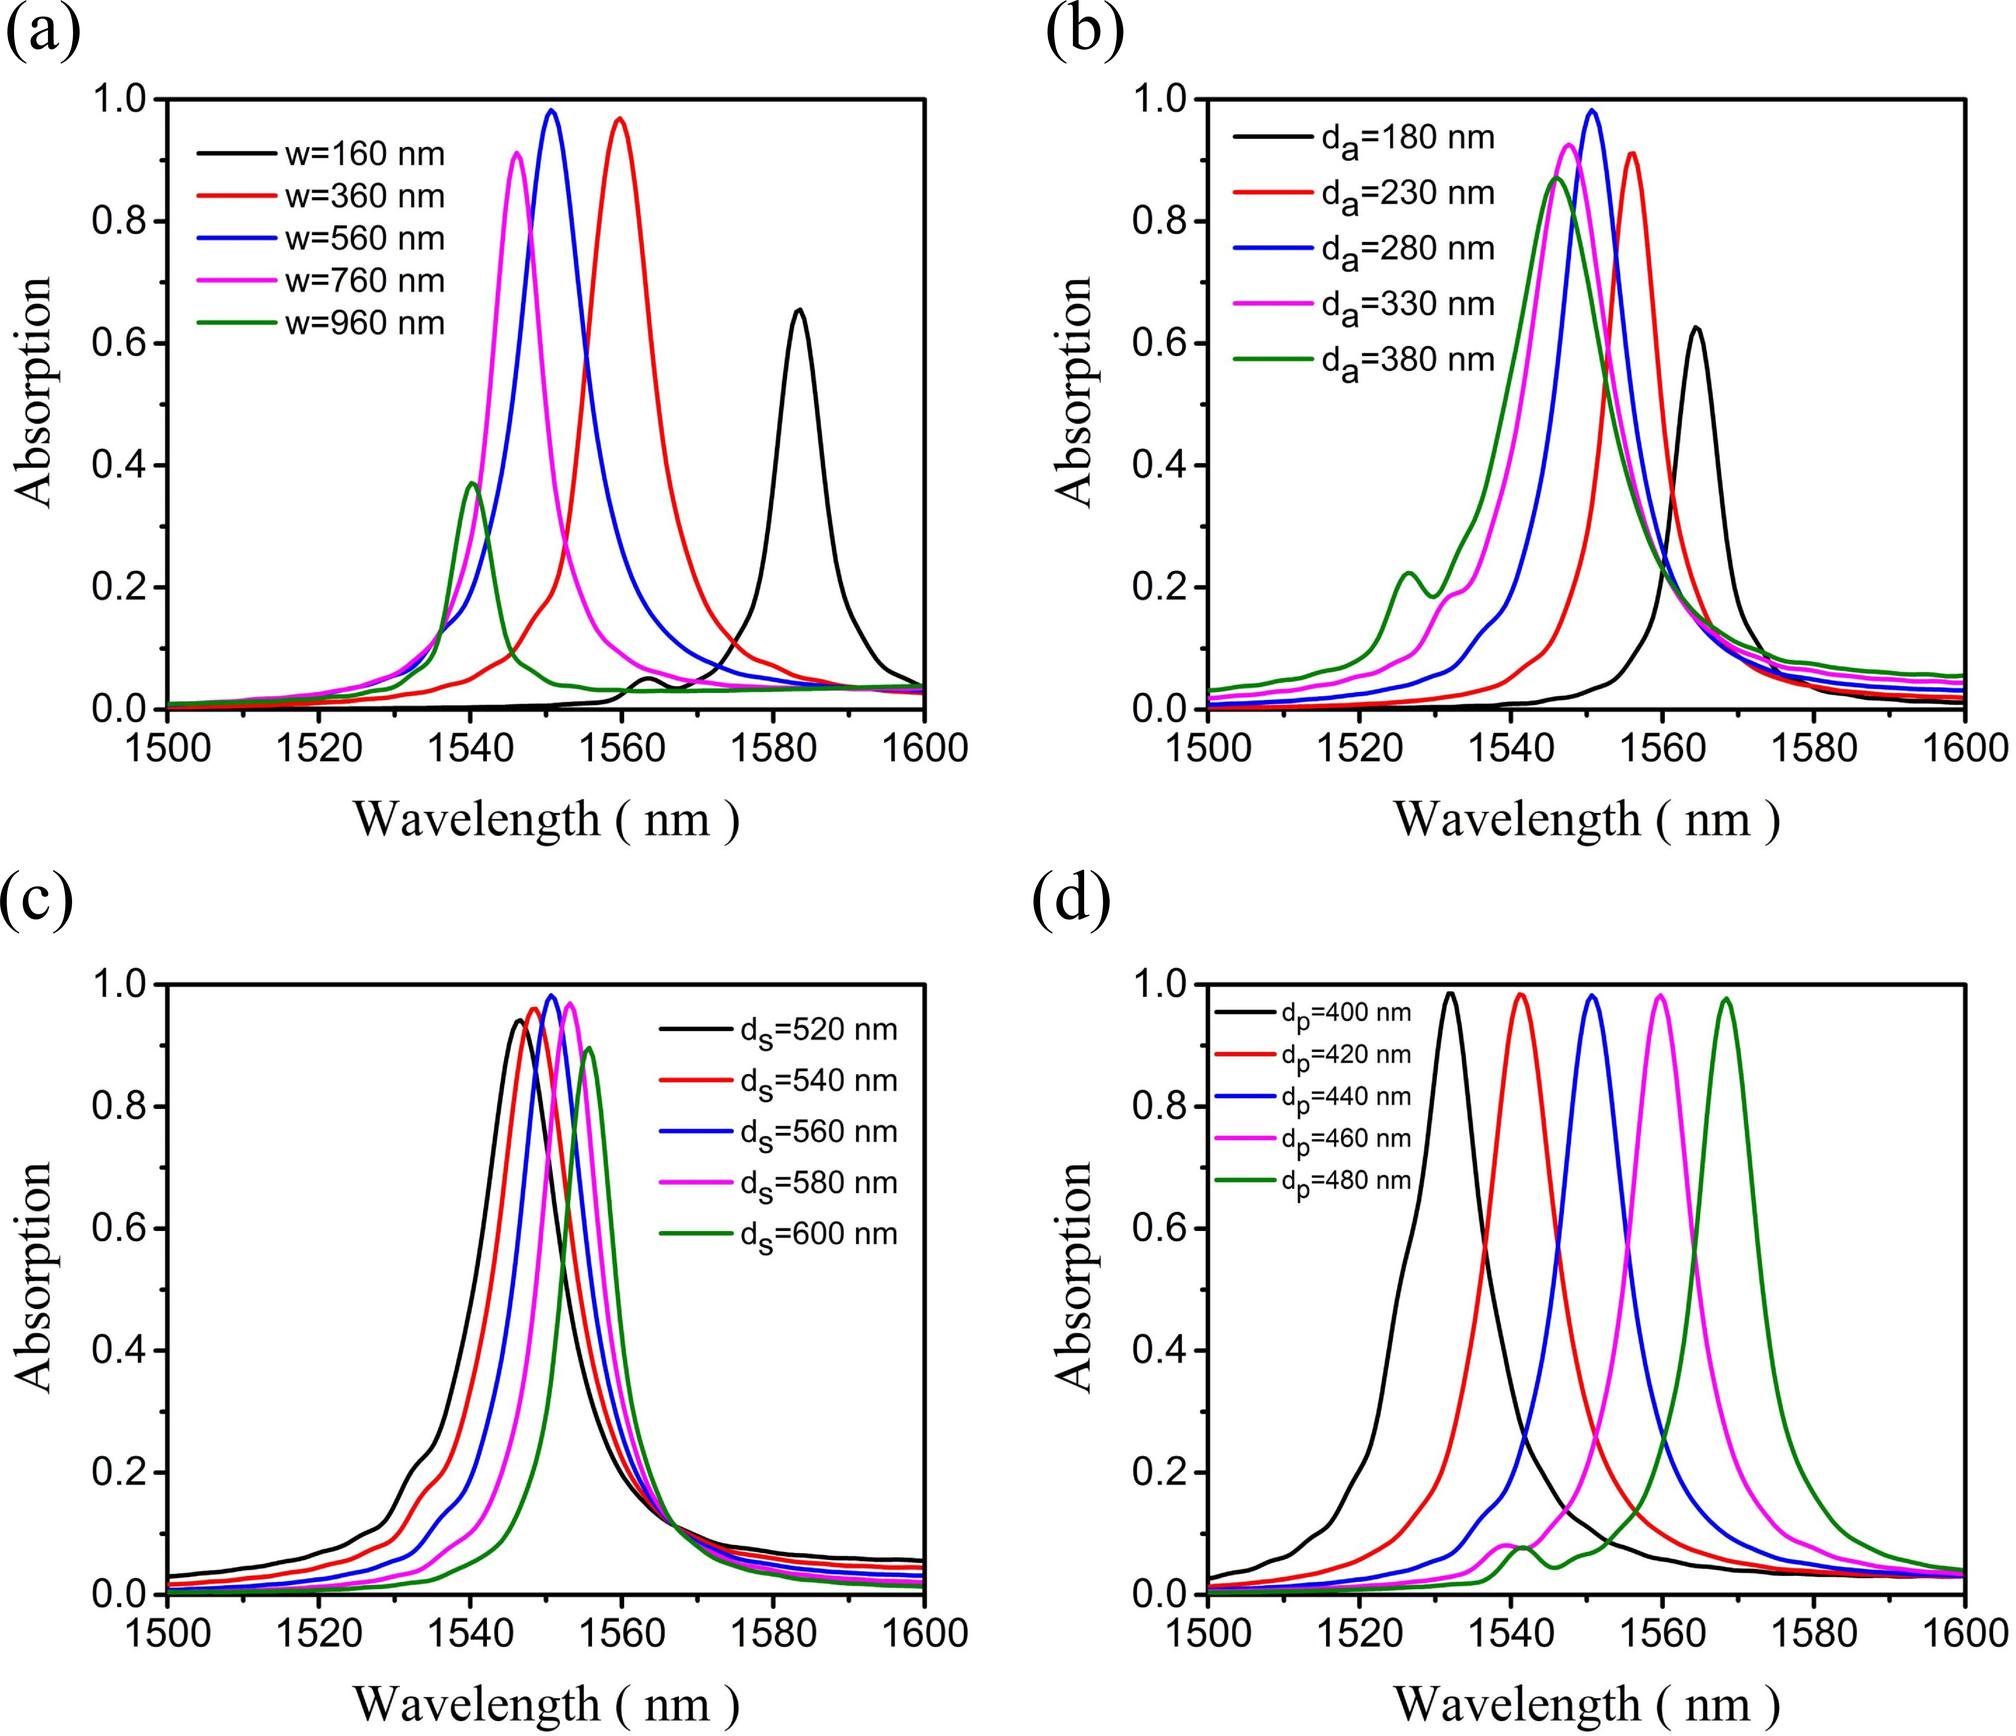 (a)
1.0
0.8
0.6
0.4
0.2
0.0
Absorption
w=160 nm
w=360 nm
w=560 nm
w=760 nm
w=960 nm
1500 1520 1540 1560 1580 1600
Wavelength ( nm )
(b)
1.0
0.8
0.6
0.4
0.2
0.0
Absorption
da=180 nm
da=230 nm
da=280 nm
da=330 nm
da=380 nm
1500 1520 1540 1560 1580 1600
Wavelength ( nm )
(c)
1.0
0.8
0.6
0.4
0.2
0.0
Absorption
ds=520 nm
ds=540 nm
ds=560 nm
ds=580 nm
ds=600 nm
1500 1520 1540 1560 1580 1600
Wavelength ( nm )
(d)
1.0
0.8
0.6
0.4
0.2
0.0
Absorption
dp=400 nm
dp=420 nm
dp=440 nm
dp=460 nm
dp=480 nm
1500 1520 1540 1560 1580 1600
Wavelength ( nm )